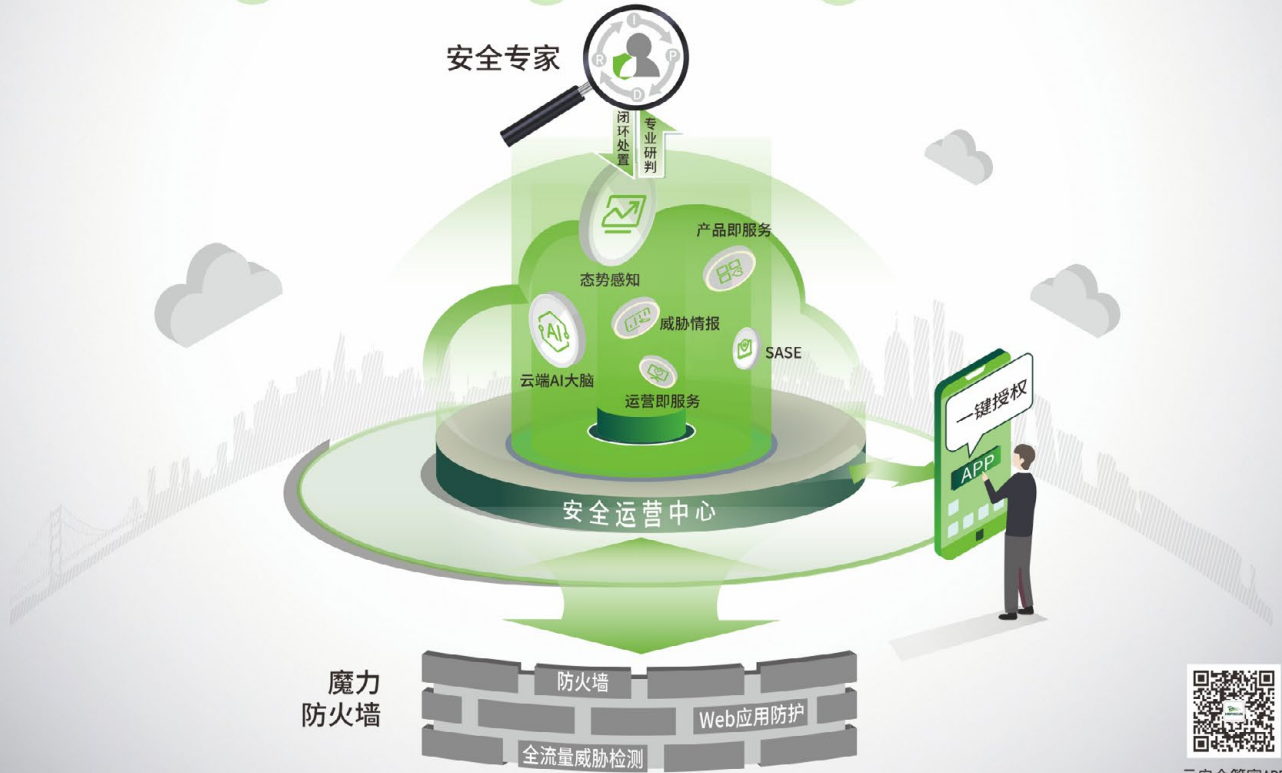 安全专家
I
P
D
R
闭环处置
专业研判
产品即服务
态势感知
威胁情报
AI
SASE
云端AI大脑
运营即服务
一键授权
APP
安全运营中心
魔力
防火墙
防火墙
Web应用防护
全流量威胁检测